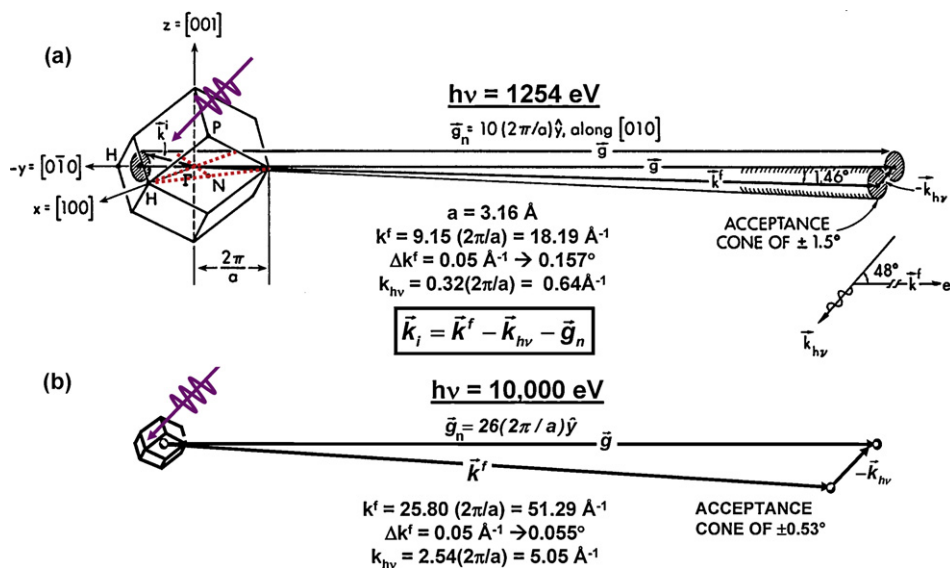 z = [001]
(a)
hν = 1254 eV
g⃗n = 10 (2π/a) ŷ, along [010]
P
k⃗i
H
g⃗
-y = [01̄0]
Γ
N
g⃗
k⃗f
1.46°
-k⃗hν
H
x = [100]
a = 3.16 Å
ACCEPTANCE
CONE OF ± 1.5°
2π
a
kf = 9.15 (2π/a) = 18.19 Å-1
Δkf = 0.05 Å-1 → 0.157°
khν = 0.32(2π/a) = 0.64Å-1
48°
k⃗f
e
k⃗hν
k⃗i = k⃗f − k⃗hν − g⃗n
(b)
hν = 10,000 eV
g⃗n = 26(2π / a)ŷ
g⃗
k⃗f
-k⃗hν
kf = 25.80 (2π/a) = 51.29 Å-1
Δkf = 0.05 Å-1 →0.055°
khν = 2.54(2π/a) = 5.05 Å-1
ACCEPTANCE
CONE OF ±0.53°